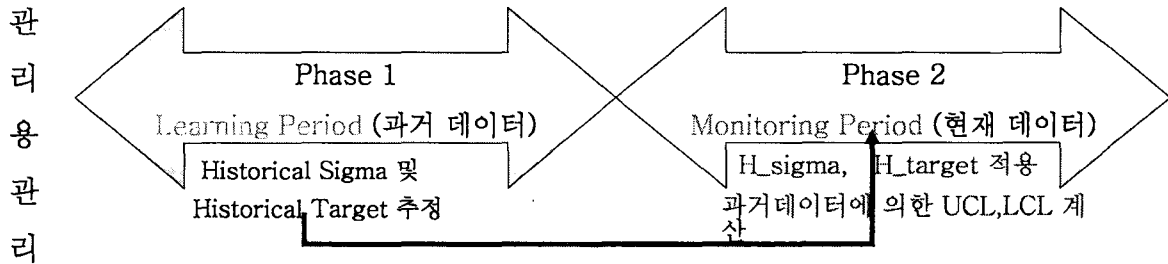 관
리
용
관
리
Phase 1
Learning Period (과거 데이터)
Historical Sigma 및
Historical Target 추정
Phase 2
Monitoring Period (현재 데이터)
H_sigma, H_target 적용
과거데이터에 의한 UCL,LCL 계
산